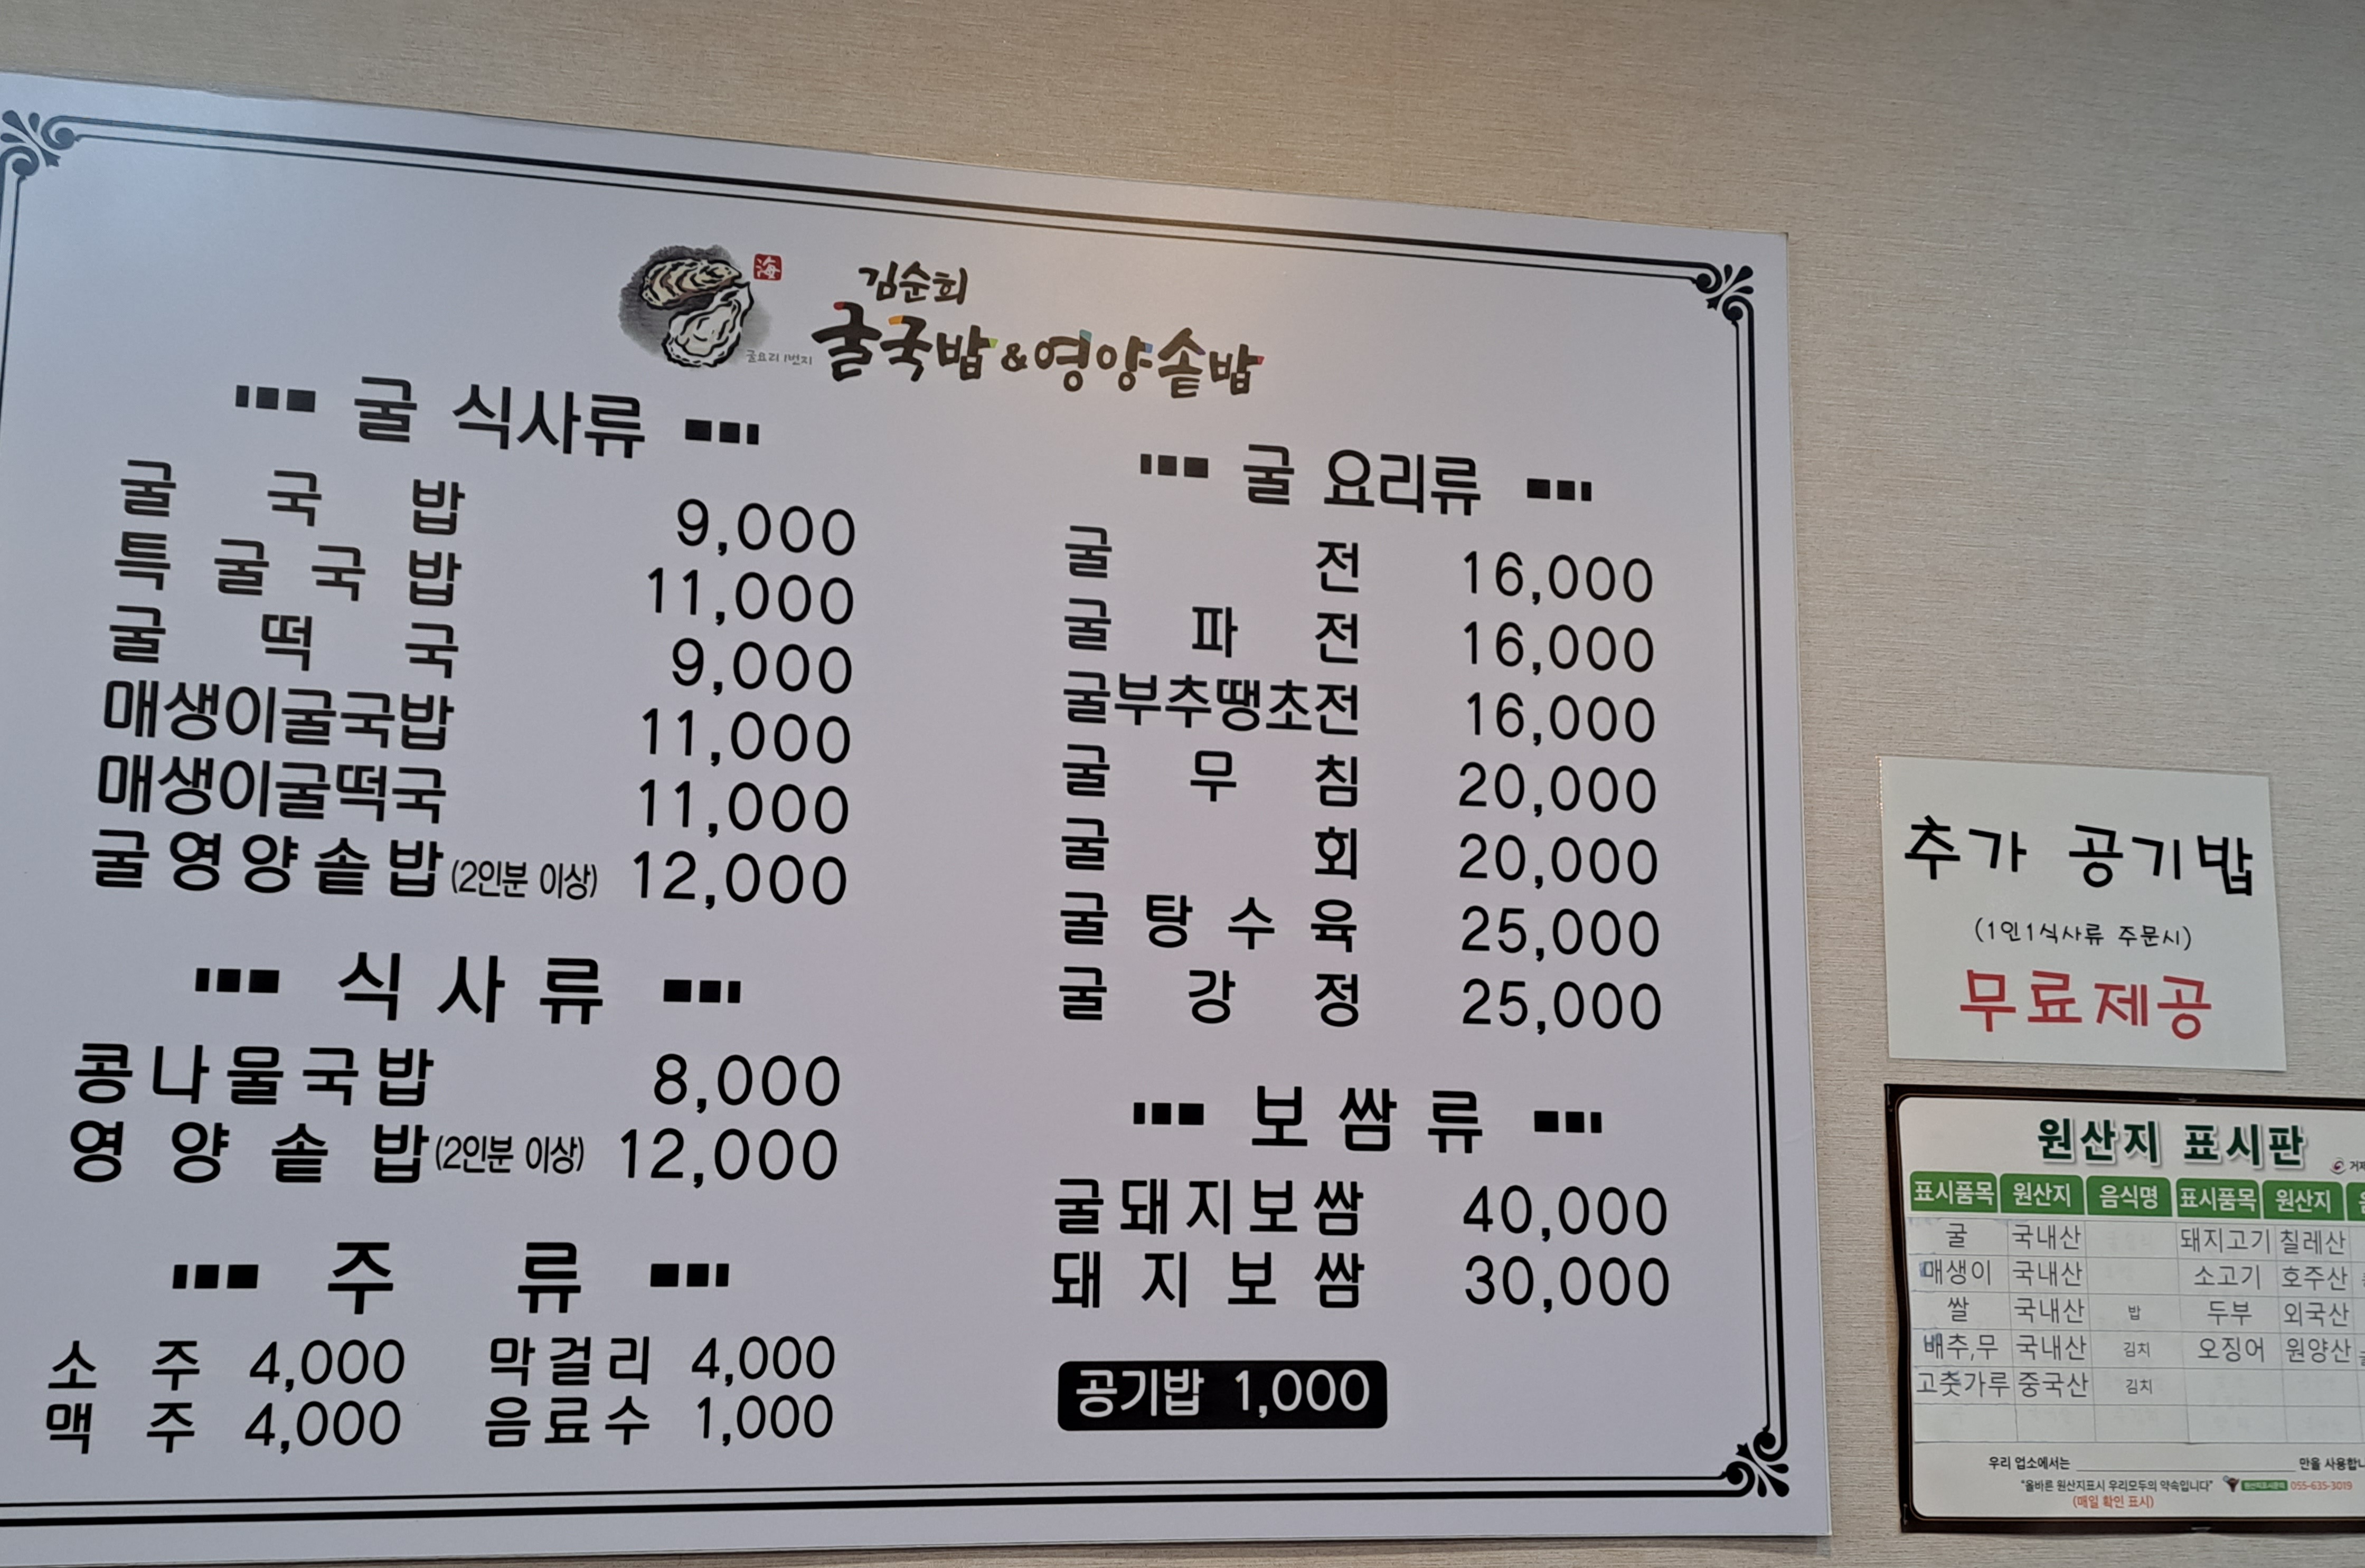 海
김순희
굴요리 1번지
굴국밥&영양솥밥
굴 식사류
굴국밥 9,000
특굴국밥 11,000
굴떡국 9,000
매생이굴국밥 11,000
매생이굴떡국 11,000
굴영양솥밥(2인분 이상) 12,000
식사류
콩나물국밥 8,000
영양솥밥(2인분 이상) 12,000
주류
소주 4,000 막걸리 4,000
맥주 4,000 음료수 1,000
굴 요리류
굴전 16,000
굴파전 16,000
굴부추땡초전 16,000
굴무침 20,000
굴회 20,000
굴탕수육 25,000
굴강정 25,000
보쌈류
굴돼지보쌈 40,000
돼지보쌈 30,000
공기밥 1,000
추가 공기밥
(1인1식사류 주문시)
무료제공
원산지 표시판
표시품목 원산지 음식명 표시품목 원산지
굴 국내산 돼지고기 칠레산
매생이 국내산 소고기 호주산
쌀 국내산 밥 두부 외국산
배추,무 국내산 김치 오징어 원양산
고춧가루 중국산 김치
우리 업소에서는 만을 사용합니
"올바른 원산지표시 우리모두의 약속입니다" 055-635-3019
(매일 확인 표시)